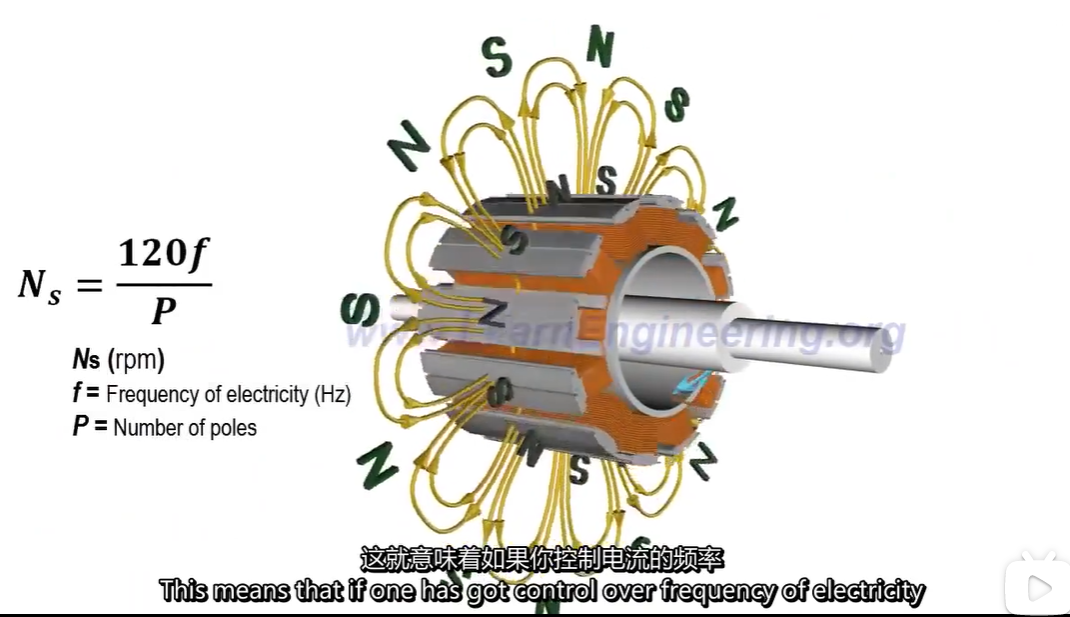 S N
N S
N S
S N
N
S
S N
S
N S N
N
S
N
Ns = 120f
P
www.LearnEngineering.org
Ns (rpm)
f = Frequency of electricity (Hz)
P = Number of poles
这就意味着如果你控制电流的频率
This means that if one has got control over frequency of electricity